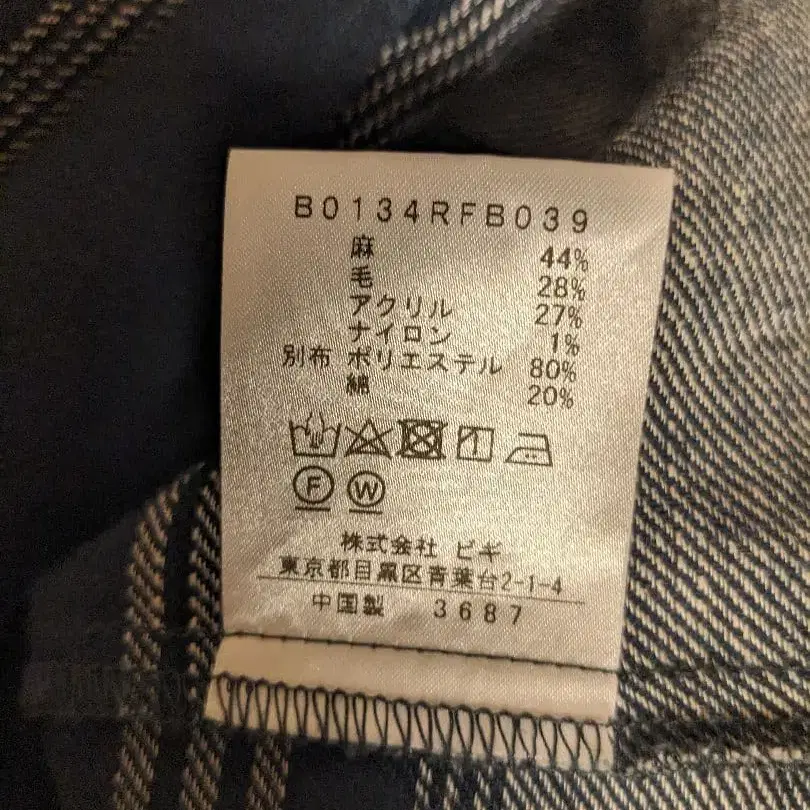 B0134RFB039
麻 44%
毛 28%
アクリル 27%
ナイロン 1%
別布 ポリエステル 80%
綿 20%
F W
株式会社 ビギ
東京都目黒区青葉台2-1-4
中国製 3687